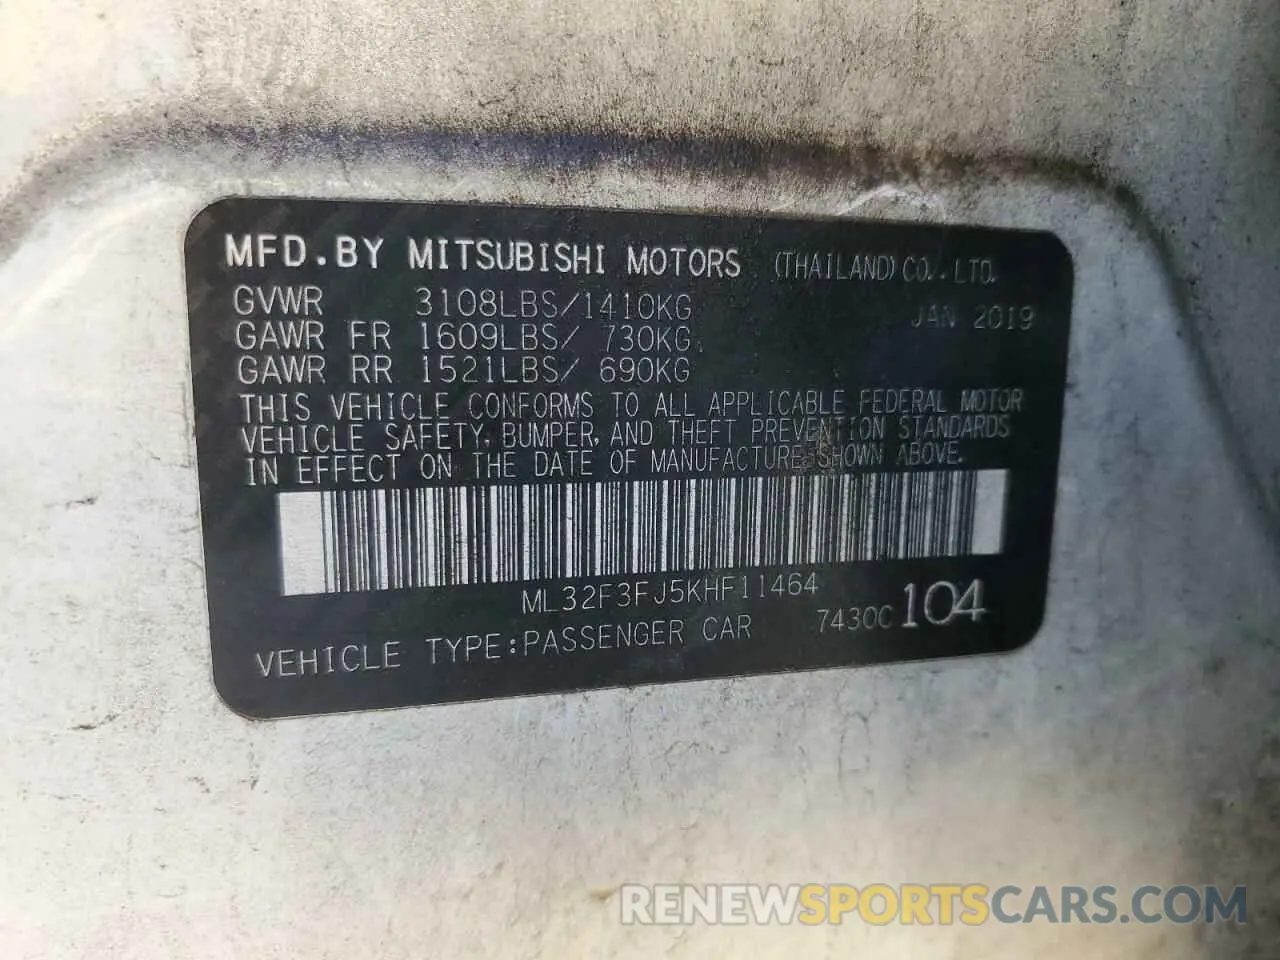 MFD.BY MITSUBISHI MOTORS (THAILAND) CO., LTD.
GVWR 3108LBS/1410KG JAN 2019
GAWR FR 1609LBS/ 730KG
GAWR RR 1521LBS/ 690KG
THIS VEHICLE CONFORMS TO ALL APPLICABLE FEDERAL MOTOR
VEHICLE SAFETY, BUMPER, AND THEFT PREVENTION STANDARDS
IN EFFECT ON THE DATE OF MANUFACTURE SHOWN ABOVE.
ML32F3FJ5KHF11464
VEHICLE TYPE:PASSENGER CAR 7430C 104
RENEWSPORTSCARS.COM